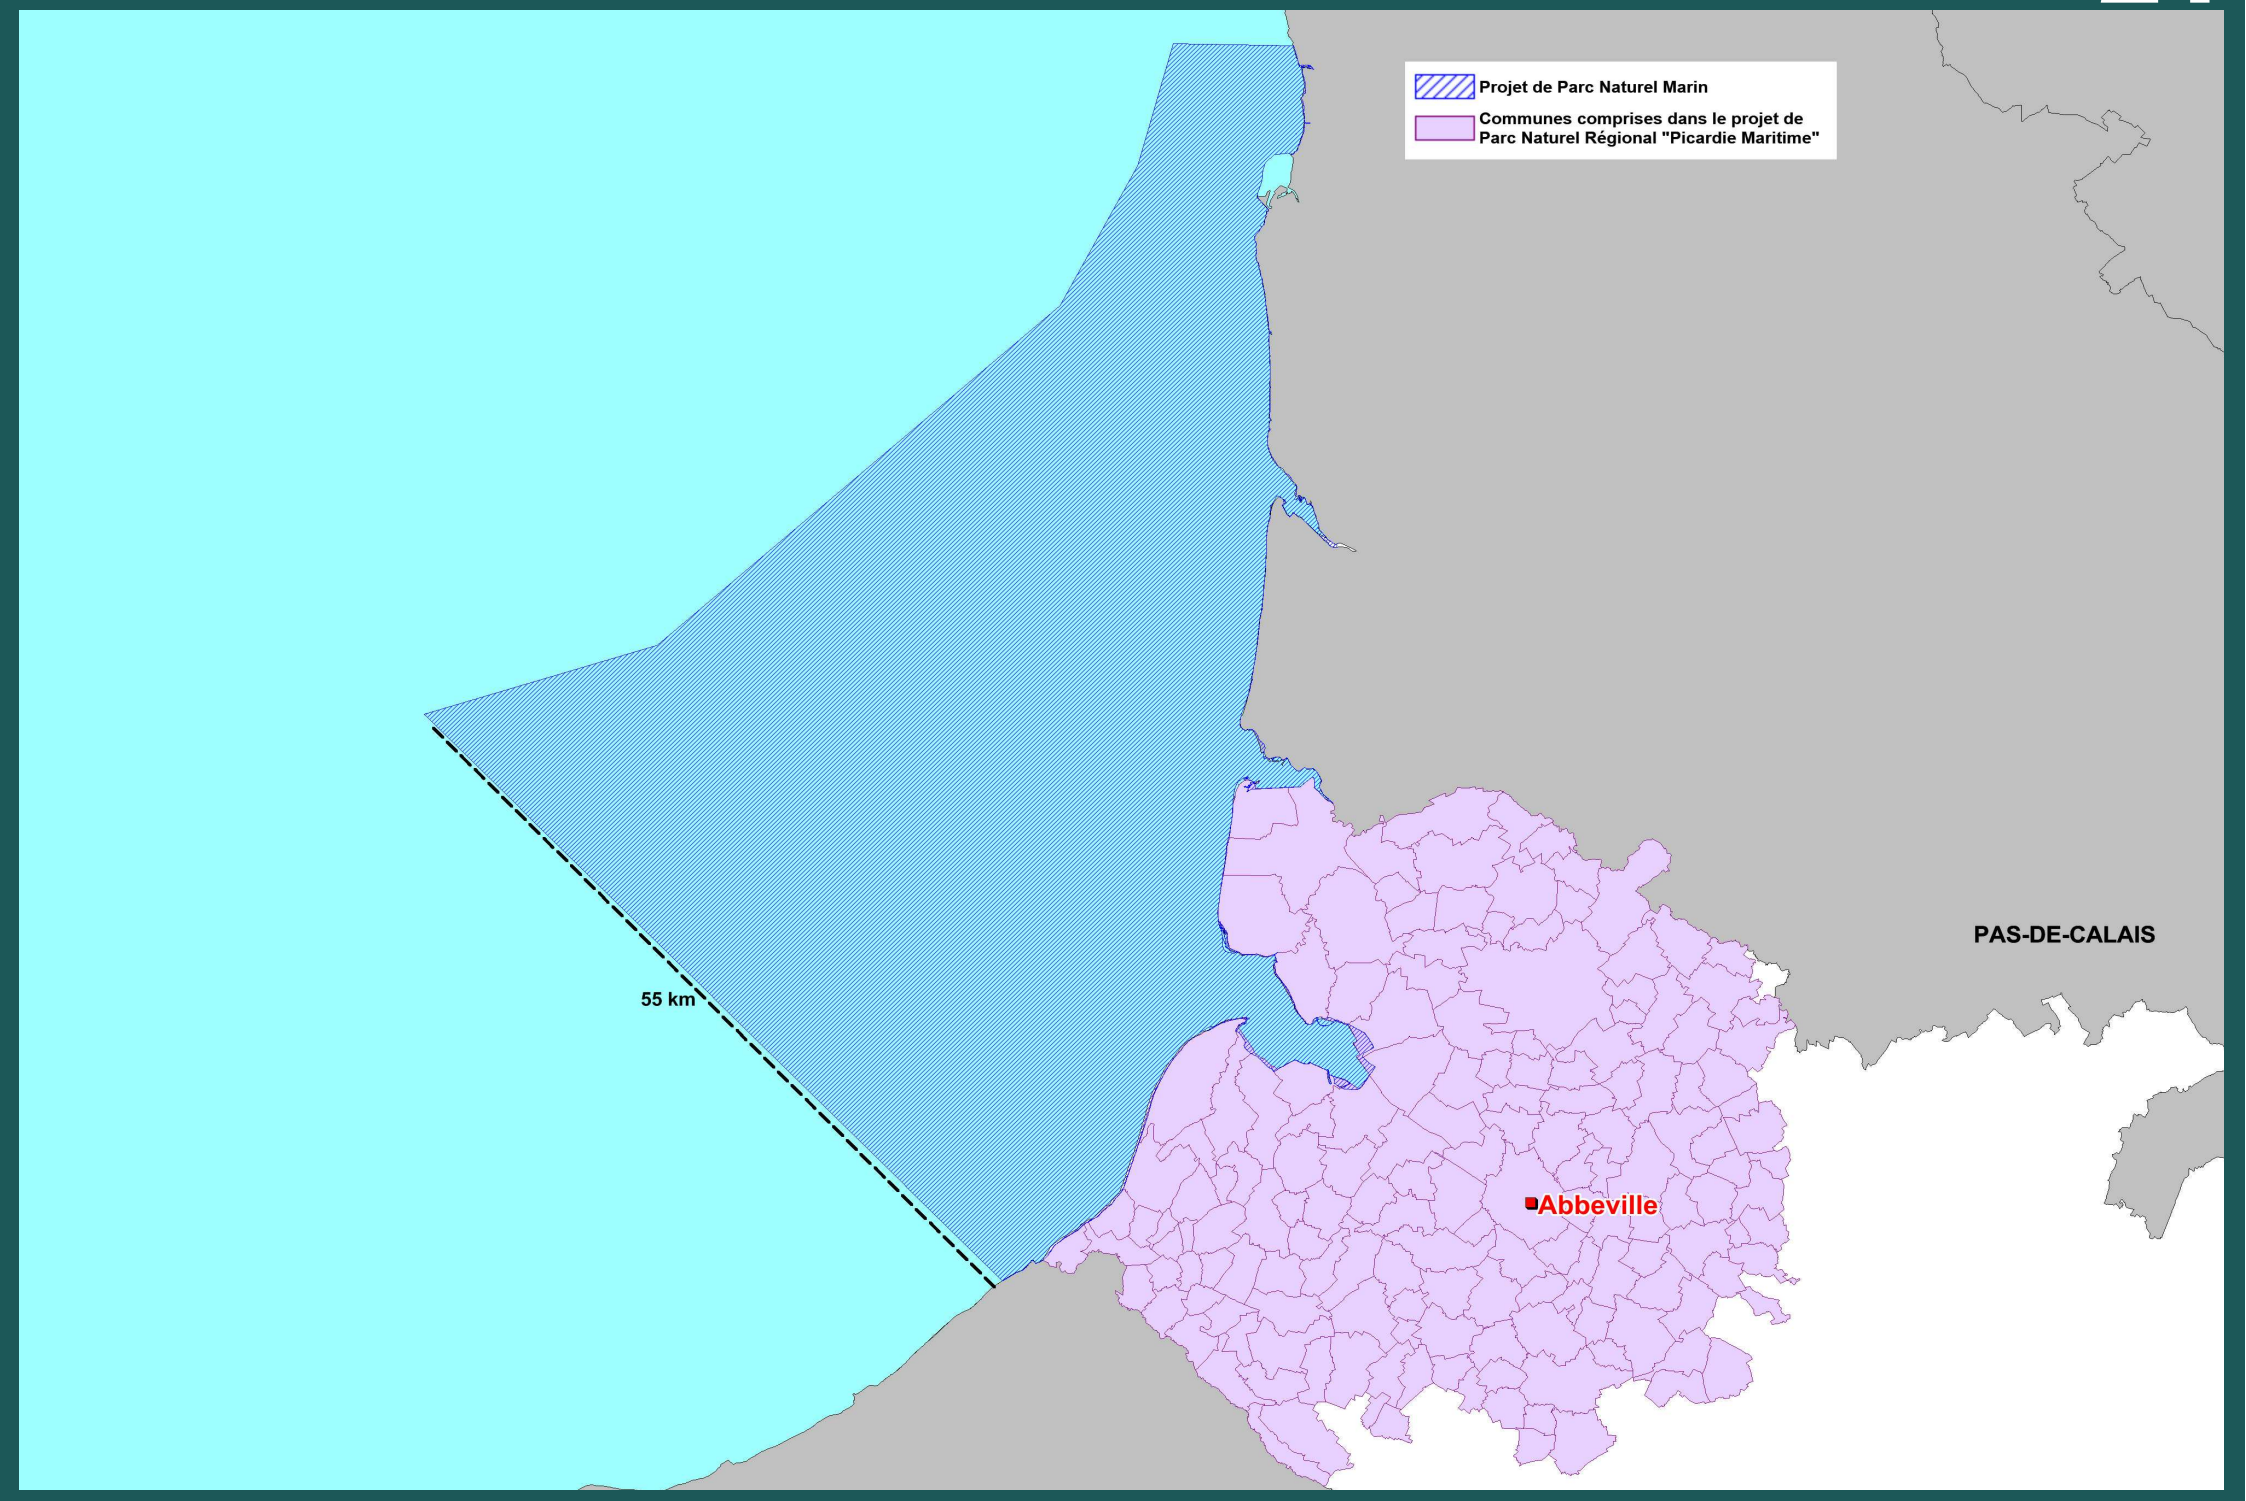 Projet de Parc Naturel Marin
Communes comprises dans le projet de
Parc Naturel Régional "Picardie Maritime"
PAS-DE-CALAIS
55 km
Abbeville